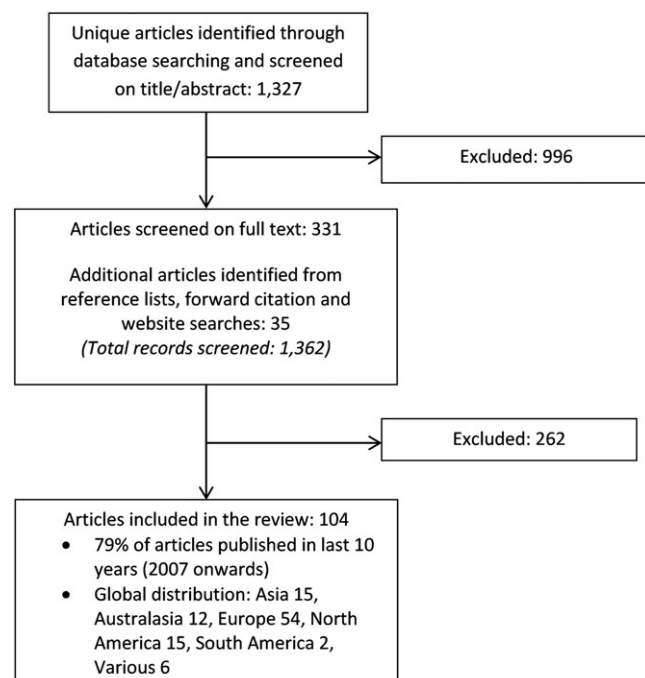 Unique articles identified through
database searching and screened
on title/abstract: 1,327
Excluded: 996
Articles screened on full text: 331
Additional articles identified from
reference lists, forward citation and
website searches: 35
(Total records screened: 1,362)
Excluded: 262
Articles included in the review: 104
• 79% of articles published in last 10
years (2007 onwards)
• Global distribution: Asia 15,
Australasia 12, Europe 54, North
America 15, South America 2,
Various 6